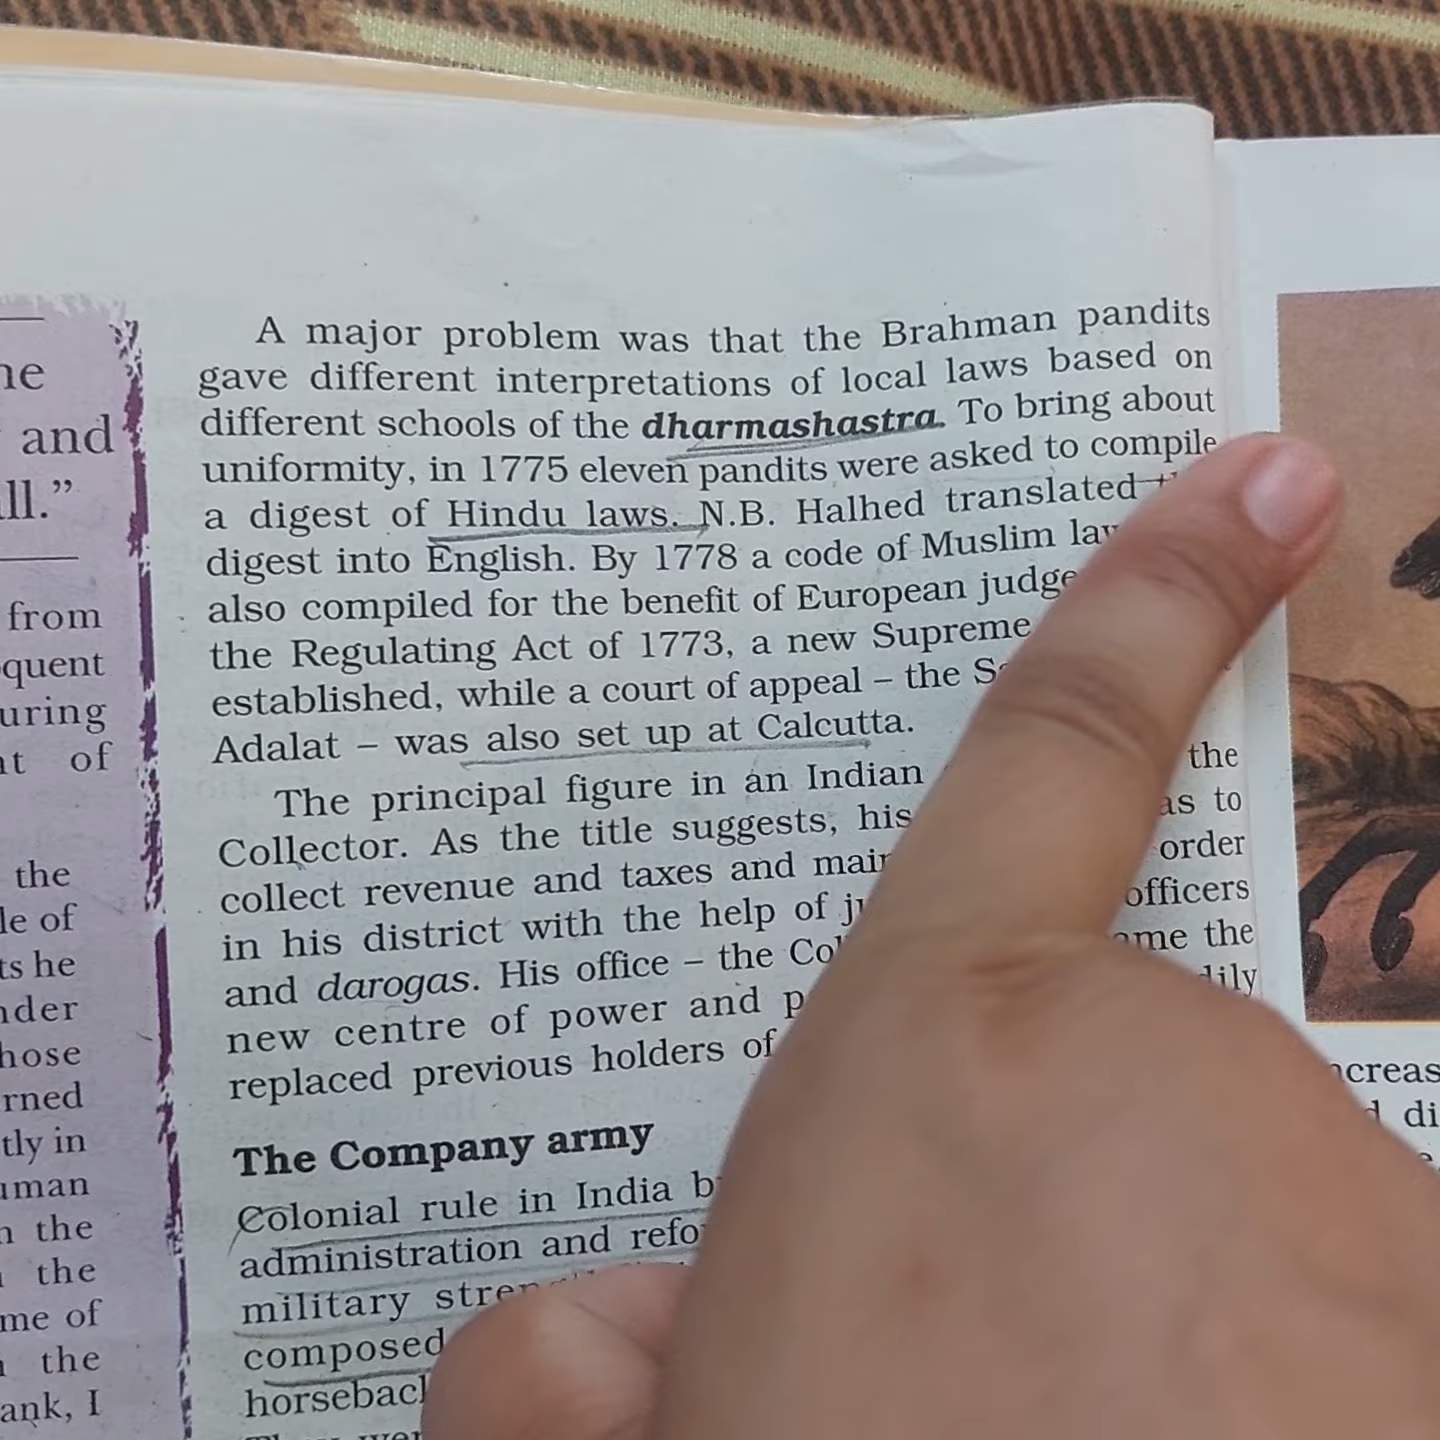 ne
and
ll.”
from
quent
uring
nt of
the
le of
ts he
nder
hose
rned
tly in
uman
n the
the
me of
the
ank, I
A major problem was that the Brahman pandits
gave different interpretations of local laws based on
different schools of the dharmashastra. To bring about
uniformity, in 1775 eleven pandits were asked to compile
a digest of Hindu laws. N.B. Halhed translated
digest into English. By 1778 a code of Muslim
also compiled for the benefit of European
the Regulating Act of 1773, a new Supreme
established, while a court of appeal – the
Adalat – was also set up at Calcutta.
The principal figure in an Indian the
Collector. As the title suggests, his as to
collect revenue and taxes and order
in his district with the help of officers
and darogas. His office – the the
new centre of power and
replaced previous holders of
The Company army
Colonial rule in India
administration and
military
composed
horseback
di